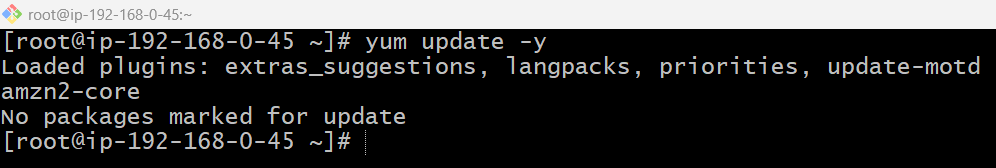 root@ip-192-168-0-45:~
[root@ip-192-168-0-45 ~]# yum update -y
Loaded plugins: extras_suggestions, langpacks, priorities, update-motd
amzn2-core
No packages marked for update
[root@ip-192-168-0-45 ~]#